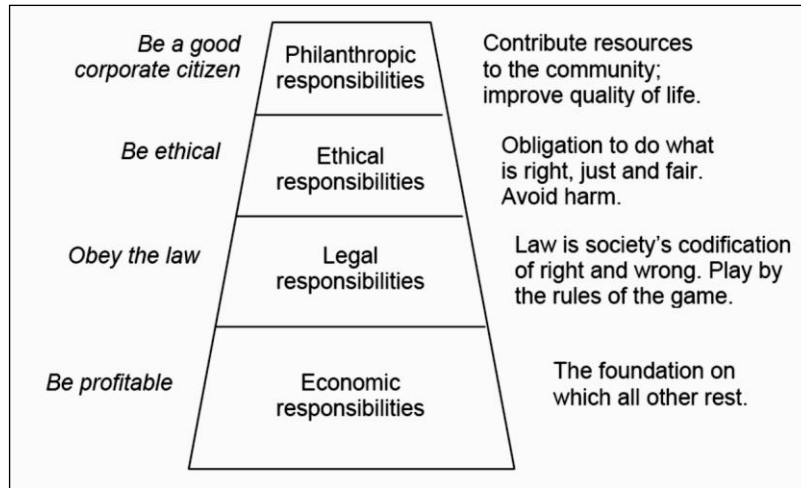 Be a good
corporate citizen
Philanthropic
responsibilities
Contribute resources
to the community;
improve quality of life.
Be ethical
Ethical
responsibilities
Obligation to do what
is right, just and fair.
Avoid harm.
Obey the law
Legal
responsibilities
Law is society's codification
of right and wrong. Play by
the rules of the game.
Be profitable
Economic
responsibilities
The foundation on
which all other rest.